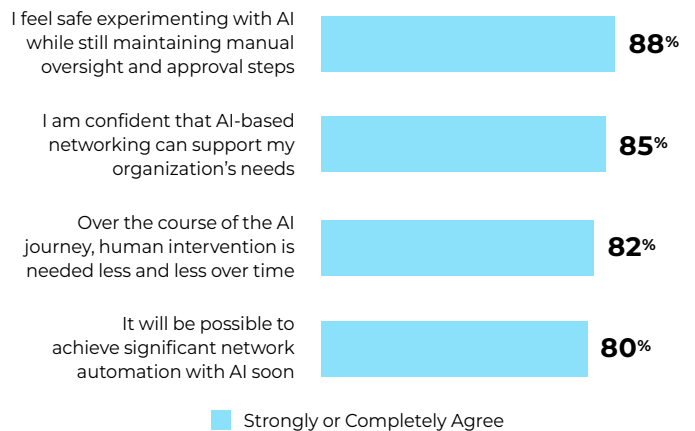 I feel safe experimenting with AI
while still maintaining manual
oversight and approval steps
88%
I am confident that AI-based
networking can support my
organization’s needs
85%
Over the course of the AI
journey, human intervention is
needed less and less over time
82%
It will be possible to
achieve significant network
automation with AI soon
80%
Strongly or Completely Agree